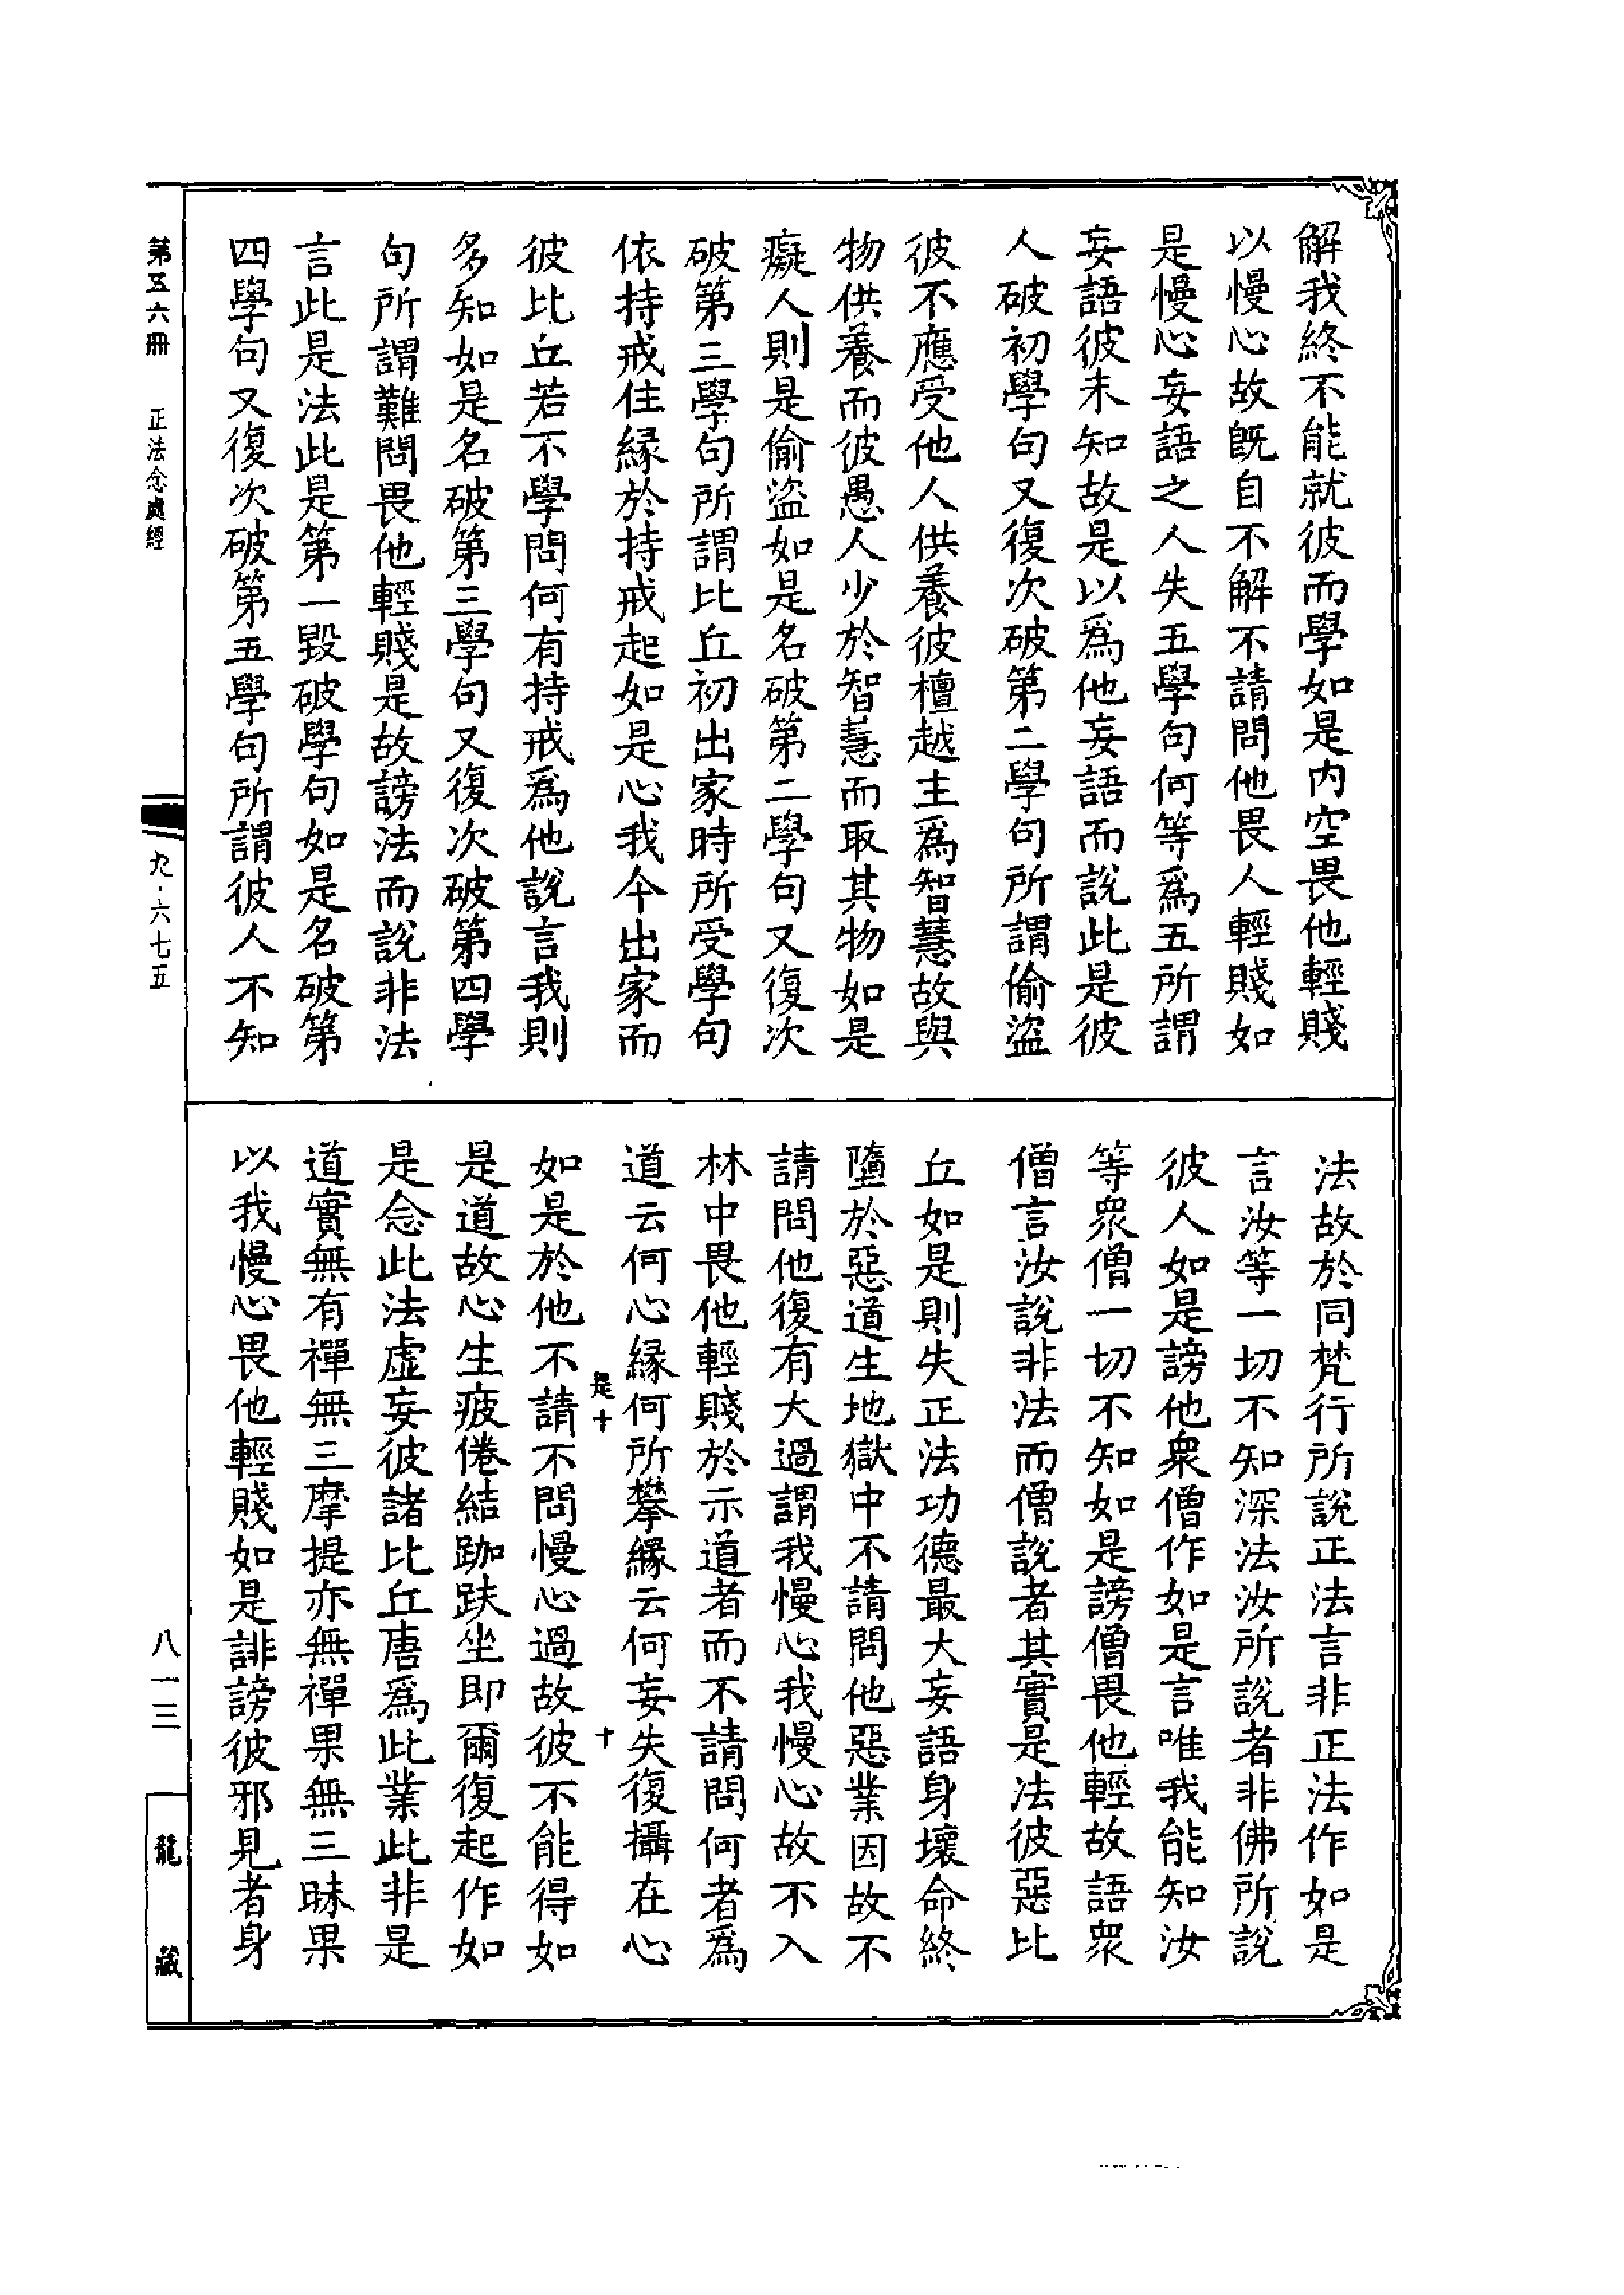 解我終不能就彼而學如是内空畏他輕賤
以慢心故既自不解不請問他畏人輕賤如
是慢心妄語之人失五學句何等爲五所謂
妄語彼未知故是以爲他妄語而說此是彼
人破初學句又復次破第二學句所謂偷盜
彼不應受他人供養彼檀越主爲智慧故與
物供養而彼愚人少於智慧而取其物如是
癡人則是偷盜如是名破第二學句又復次
破第三學句所謂比丘初出家時所受學句
依持戒住緣於持戒起如是心我今出家而
彼比丘若不學問何有持戒爲他說言我則
多知如是名破第三學句又復次破第四學
句所謂難問畏他輕賤是故謗法而說非法
言此是法此是第一毀破學句如是名破第
四學句又復次破第五學句所謂彼人不知
法故於同梵行所說正法言非正法作如是
言汝等一切不知深法汝所說者非佛所說
彼人如是謗他衆僧作如是言唯我能知汝
等衆僧一切不知如是謗僧畏他輕故語衆
僧言汝說非法而僧說者其實是法彼惡比
丘如是則失正法功德最大妄語身壞命終
墮於惡道生地獄中不請問他惡業因故不
請問他復有大過謂我慢心我慢心故不入
林中畏他輕賤於示道者而不請問何者爲
道云何心緣何所攀緣云何妄失復攝在心
是十
十
如是於他不請不問慢心過故彼不能得如
是道故心生疲倦結跏趺坐即爾復起作如
是念此法虛妄彼諸比丘唐爲此業此非是
道實無有禪無三摩提亦無禪果無三昧果
以我慢心畏他輕賤如是誹謗彼邪見者身
第五六冊
正法念處經
九·六七五
八一三
龍藏